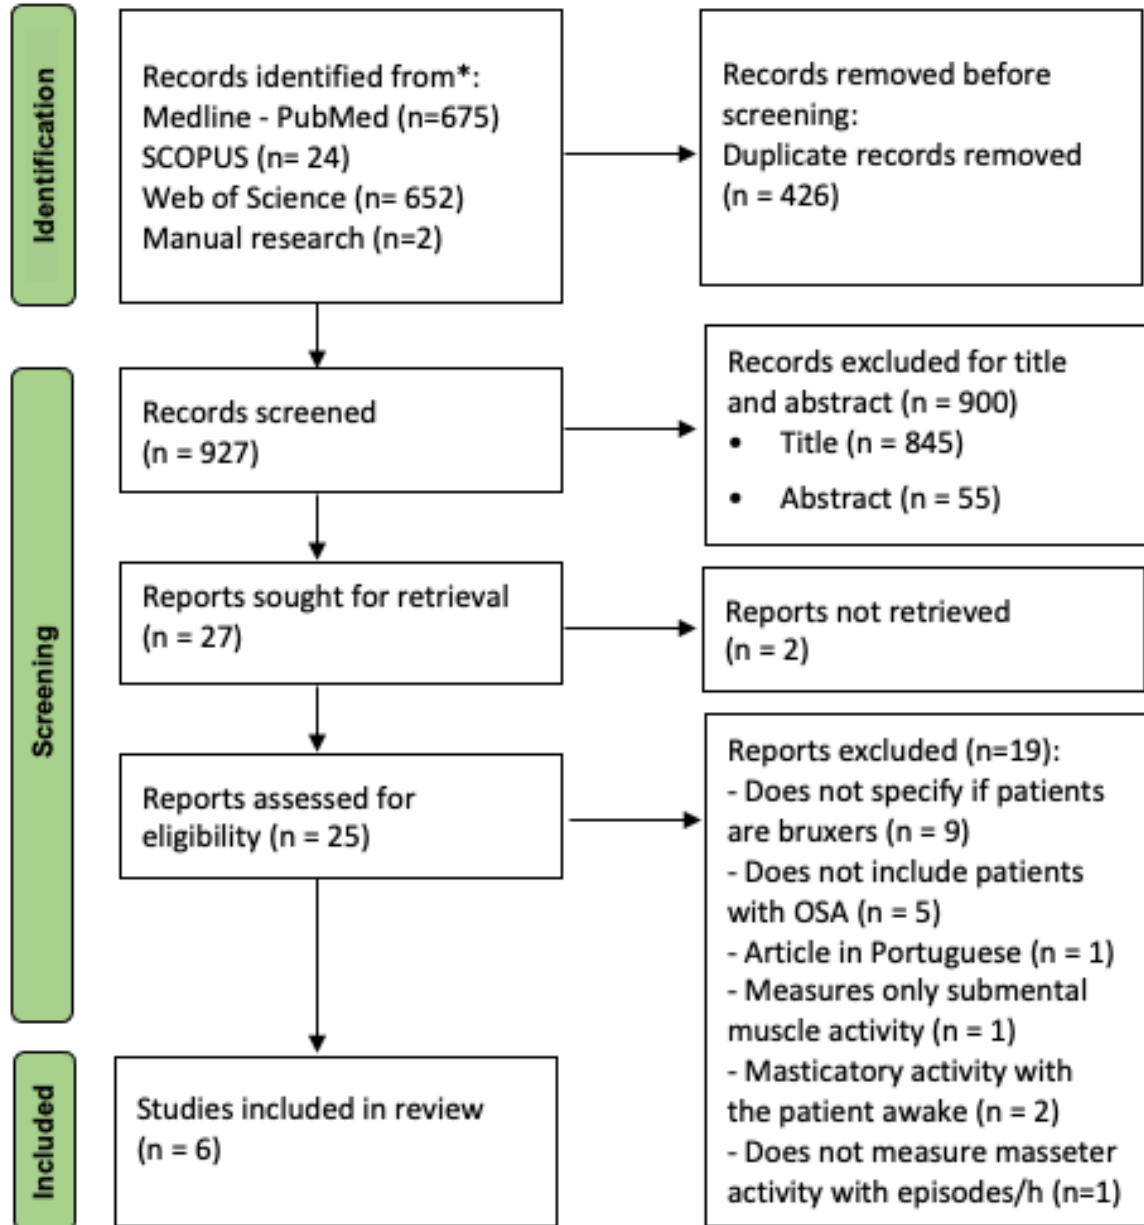 Identification
Records identified from*:
Medline - PubMed (n=675)
SCOPUS (n= 24)
Web of Science (n= 652)
Manual research (n=2)
Records removed before
screening:
Duplicate records removed
(n = 426)
Screening
Records screened
(n = 927)
Records excluded for title
and abstract (n = 900)
• Title (n = 845)
• Abstract (n = 55)
Reports sought for retrieval
(n = 27)
Reports not retrieved
(n = 2)
Reports assessed for
eligibility (n = 25)
Reports excluded (n=19):
- Does not specify if patients
are bruxers (n = 9)
- Does not include patients
with OSA (n = 5)
- Article in Portuguese (n = 1)
- Measures only submental
muscle activity (n = 1)
- Masticatory activity with
the patient awake (n = 2)
- Does not measure masseter
activity with episodes/h (n=1)
Included
Studies included in review
(n = 6)